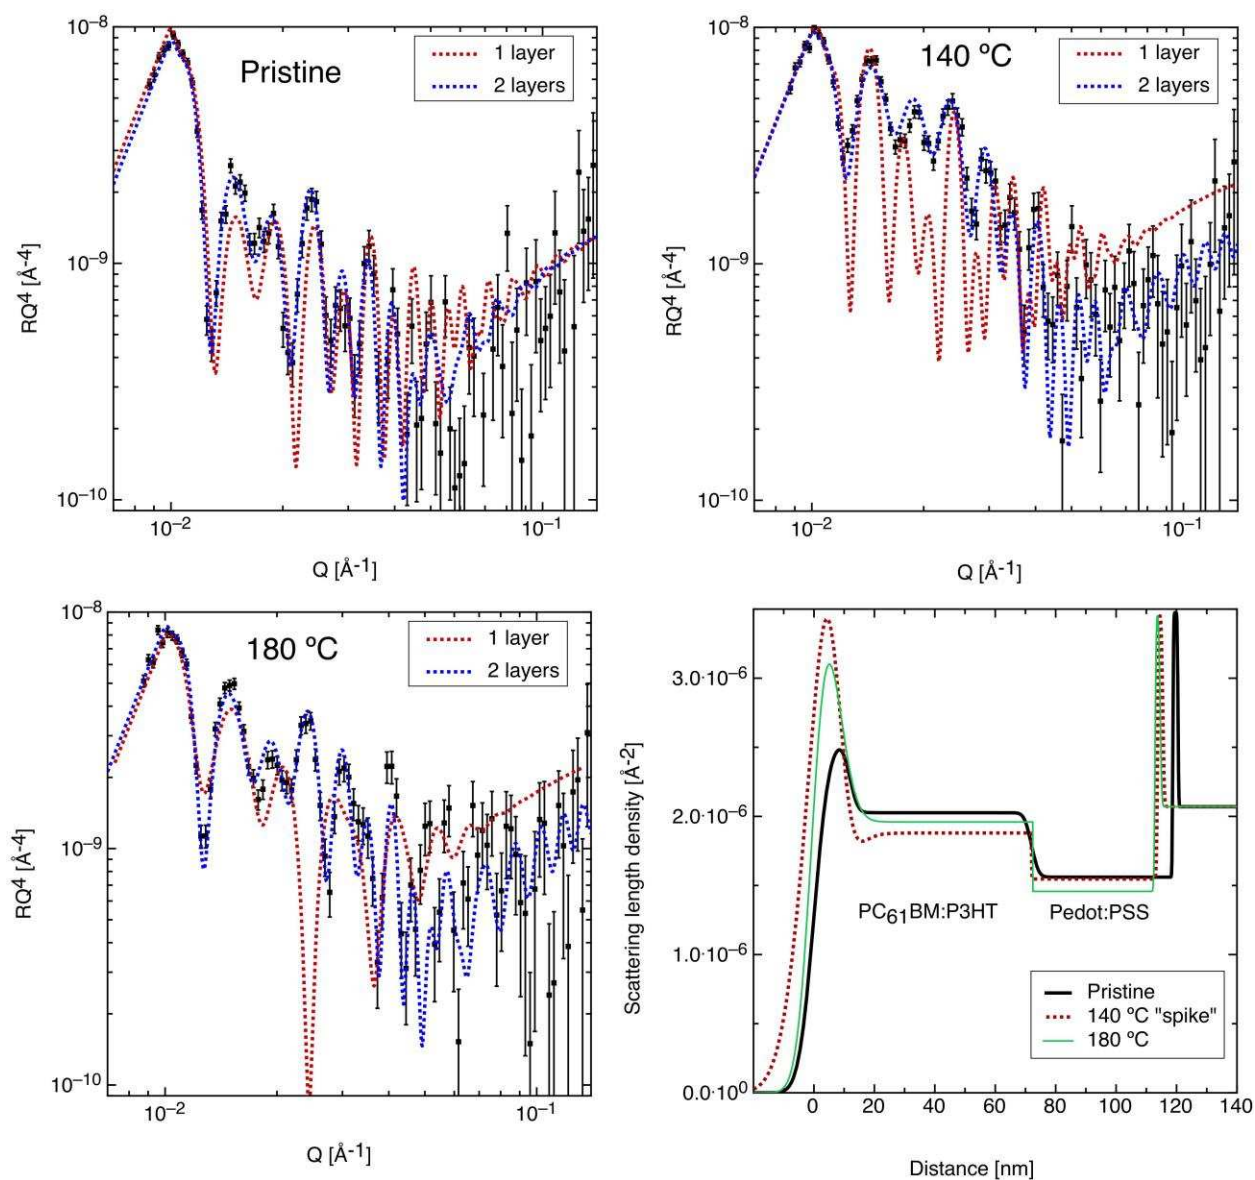 10⁻⁸
Pristine
1 layer
2 layers
RQ⁴ [Å-4]
10⁻⁹
10⁻¹⁰
10⁻²
10⁻¹
Q [Å-1]
10⁻⁸
140 ºC
1 layer
2 layers
RQ⁴ [Å-4]
10⁻⁹
10⁻¹⁰
10⁻²
10⁻¹
Q [Å-1]
10⁻⁸
180 ºC
1 layer
2 layers
RQ⁴ [Å-4]
10⁻⁹
10⁻¹⁰
10⁻²
10⁻¹
Q [Å-1]
Scattering length density [Å-2]
3.0·10⁻⁶
2.0·10⁻⁶
1.0·10⁻⁶
0.0·10⁰
PC₆₁BM:P3HT
Pedot:PSS
Pristine
140 ºC "spike"
180 ºC
0 20 40 60 80 100 120 140
Distance [nm]